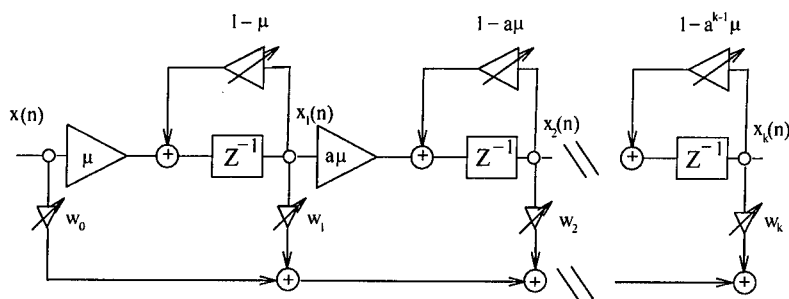 1 - μ
1 - aμ
1 - a^{k-1} μ
x(n)
x_1(n)
x_2(n)
x_k(n)
μ
+
Z^{-1}
aμ
+
Z^{-1}
+
Z^{-1}
w_0
w_1
w_2
w_k
+
+
+